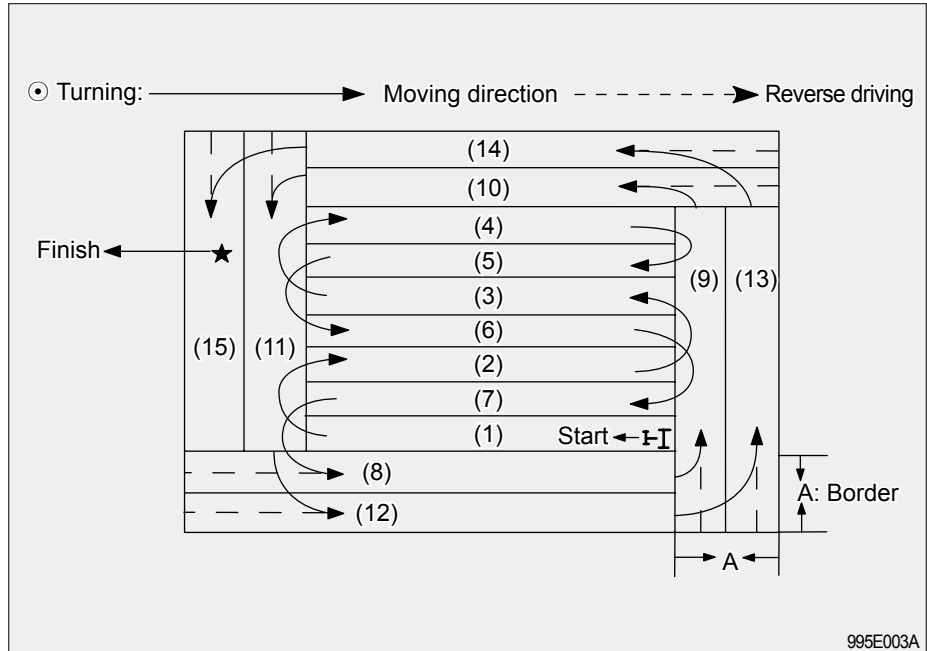 ⊙ Turning: Moving direction Reverse driving
(14)
(10)
(4)
Finish
(5)
(9) (13)
(3)
(6)
(15) (11)
(2)
(7)
(1) Start
(8)
A: Border
(12)
A
995E003A